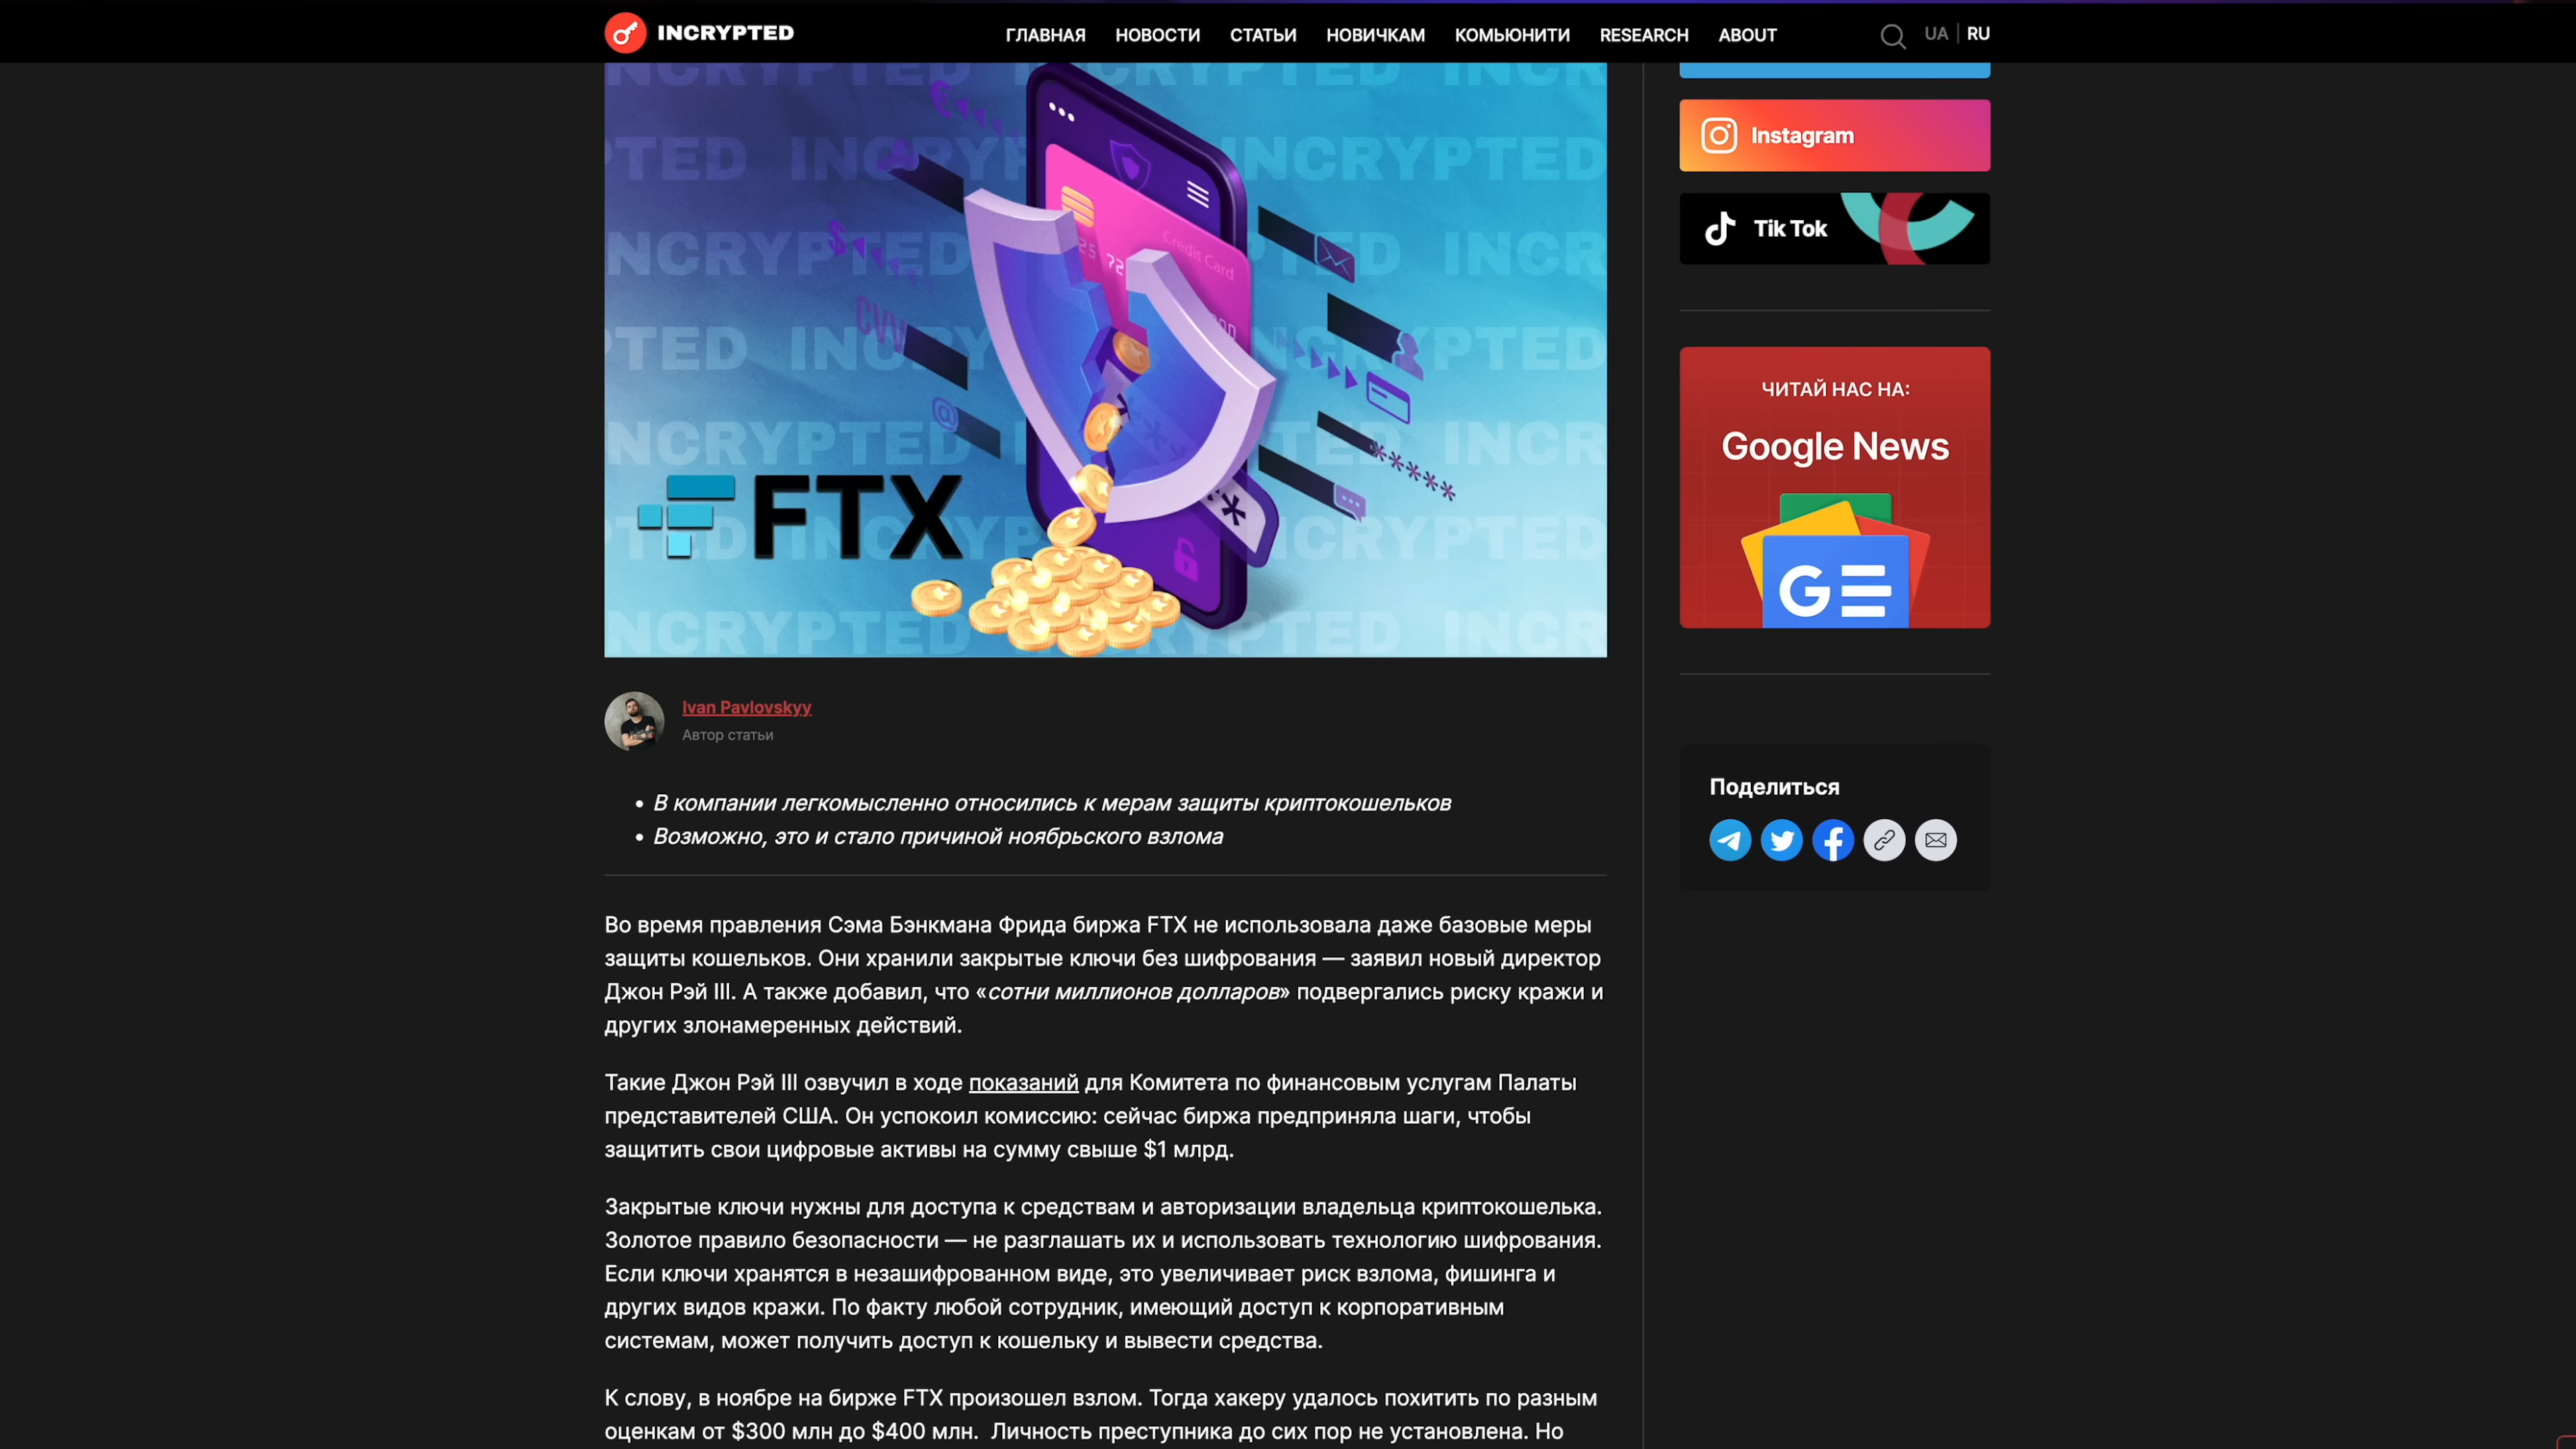 INCRYPTED
ГЛАВНАЯ НОВОСТИ СТАТЬИ НОВИЧКАМ КОМЬЮНИТИ RESEARCH ABOUT
UA | RU
INCRYPTED
Credit Card
CVV
FTX
Instagram
TikTok
ЧИТАЙ НАС НА:
Google News
Ivan Pavlovskyy
Автор статьи
• В компании легкомысленно относились к мерам защиты криптокошельков
• Возможно, это и стало причиной ноябрьского взлома
Поделиться
Во время правления Сэма Бэнкмана Фрида биржа FTX не использовала даже базовые меры
защиты кошельков. Они хранили закрытые ключи без шифрования — заявил новый директор
Джон Рэй III. А также добавил, что «сотни миллионов долларов» подвергались риску кражи и
других злонамеренных действий.
Такие Джон Рэй III озвучил в ходе показаний для Комитета по финансовым услугам Палаты
представителей США. Он успокоил комиссию: сейчас биржа предприняла шаги, чтобы
защитить свои цифровые активы на сумму свыше $1 млрд.
Закрытые ключи нужны для доступа к средствам и авторизации владельца криптокошелька.
Золотое правило безопасности — не разглашать их и использовать технологию шифрования.
Если ключи хранятся в незашифрованном виде, это увеличивает риск взлома, фишинга и
других видов кражи. По факту любой сотрудник, имеющий доступ к корпоративным
системам, может получить доступ к кошельку и вывести средства.
К слову, в ноябре на бирже FTX произошел взлом. Тогда хакеру удалось похитить по разным
оценкам от $300 млн до $400 млн. Личность преступника до сих пор не установлена. Но